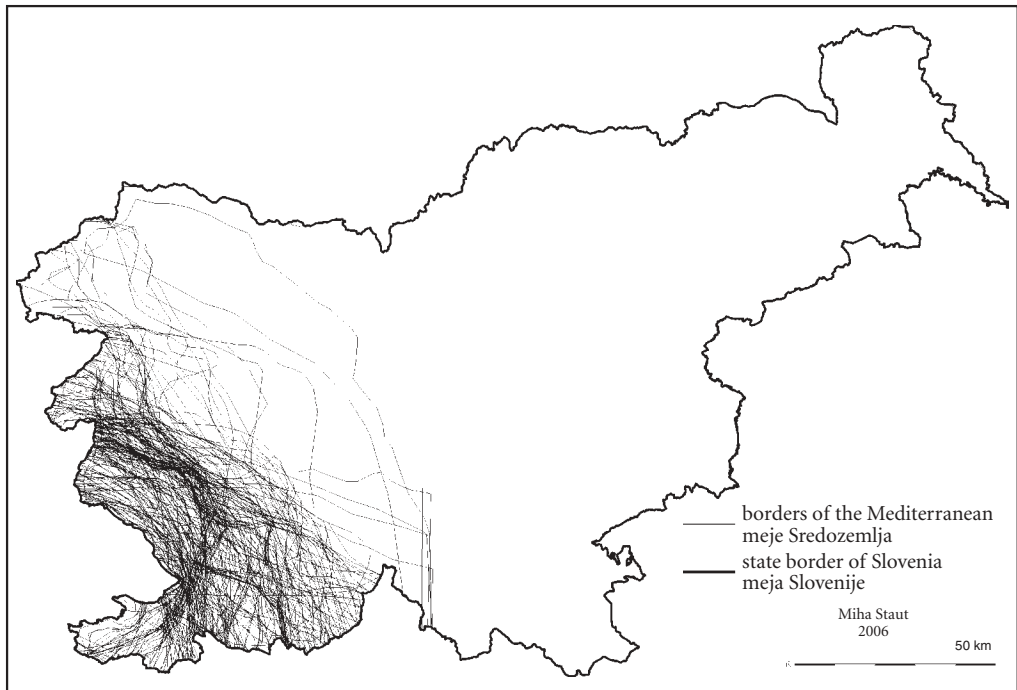 borders of the Mediterranean
meje Sredozemlja
state border of Slovenia
meja Slovenije
Miha Staut
2006
50 km